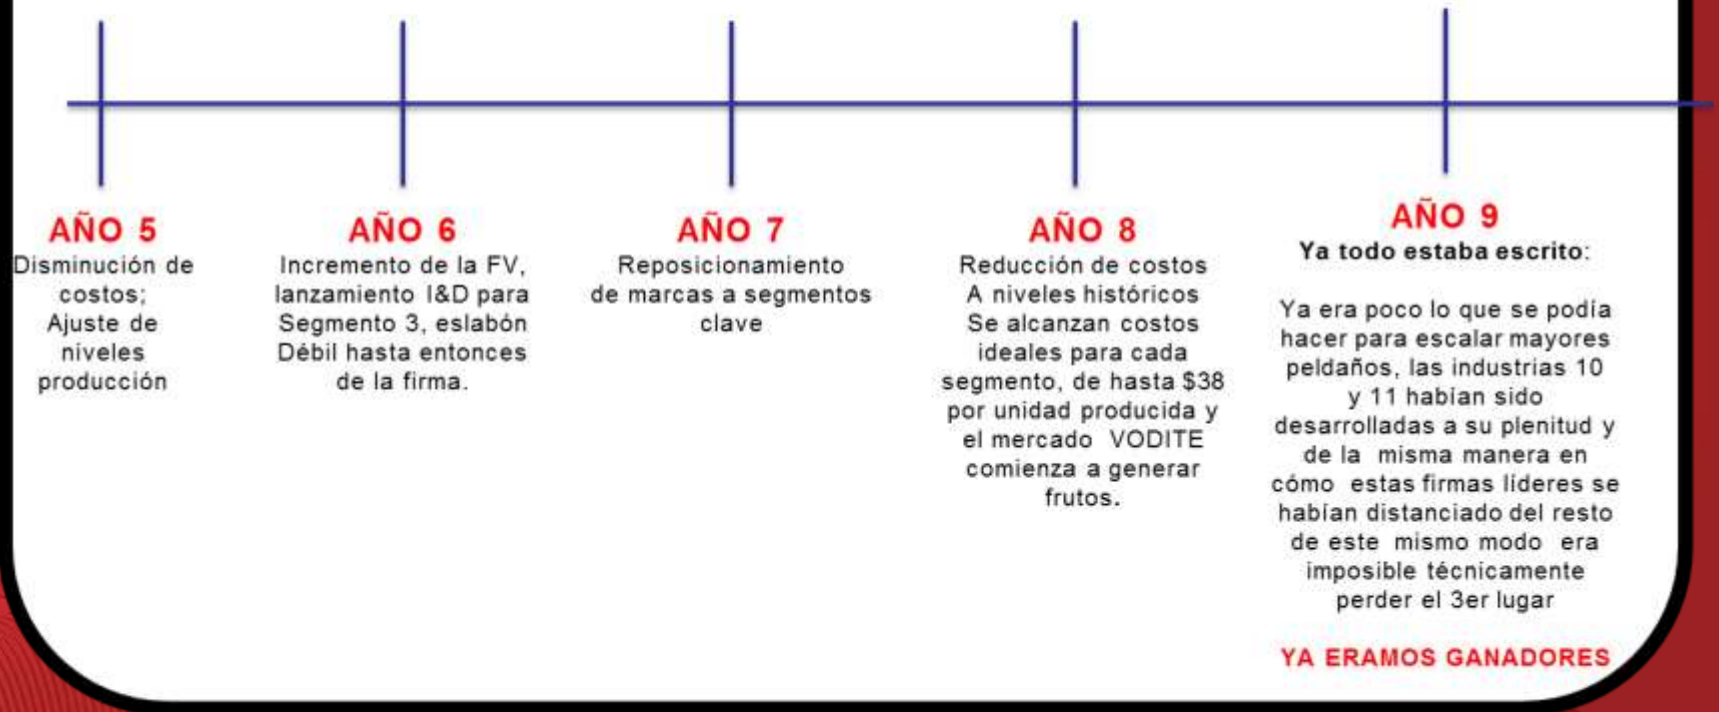 AÑO 5
Disminución de
costos;
Ajuste de
niveles
producción
AÑO 6
Incremento de la FV,
lanzamiento I&D para
Segmento 3, eslabón
Débil hasta entonces
de la firma.
AÑO 7
Reposicionamiento
de marcas a segmentos
clave
AÑO 8
Reducción de costos
A niveles históricos
Se alcanzan costos
ideales para cada
segmento, de hasta $38
por unidad producida y
el mercado VODITE
comienza a generar
frutos.
AÑO 9
Ya todo estaba escrito:
Ya era poco lo que se podía
hacer para escalar mayores
peldaños, las industrias 10
y 11 habían sido
desarrolladas a su plenitud y
de la misma manera en
cómo estas firmas líderes se
habían distanciado del resto
de este mismo modo era
imposible técnicamente
perder el 3er lugar
YA ERAMOS GANADORES